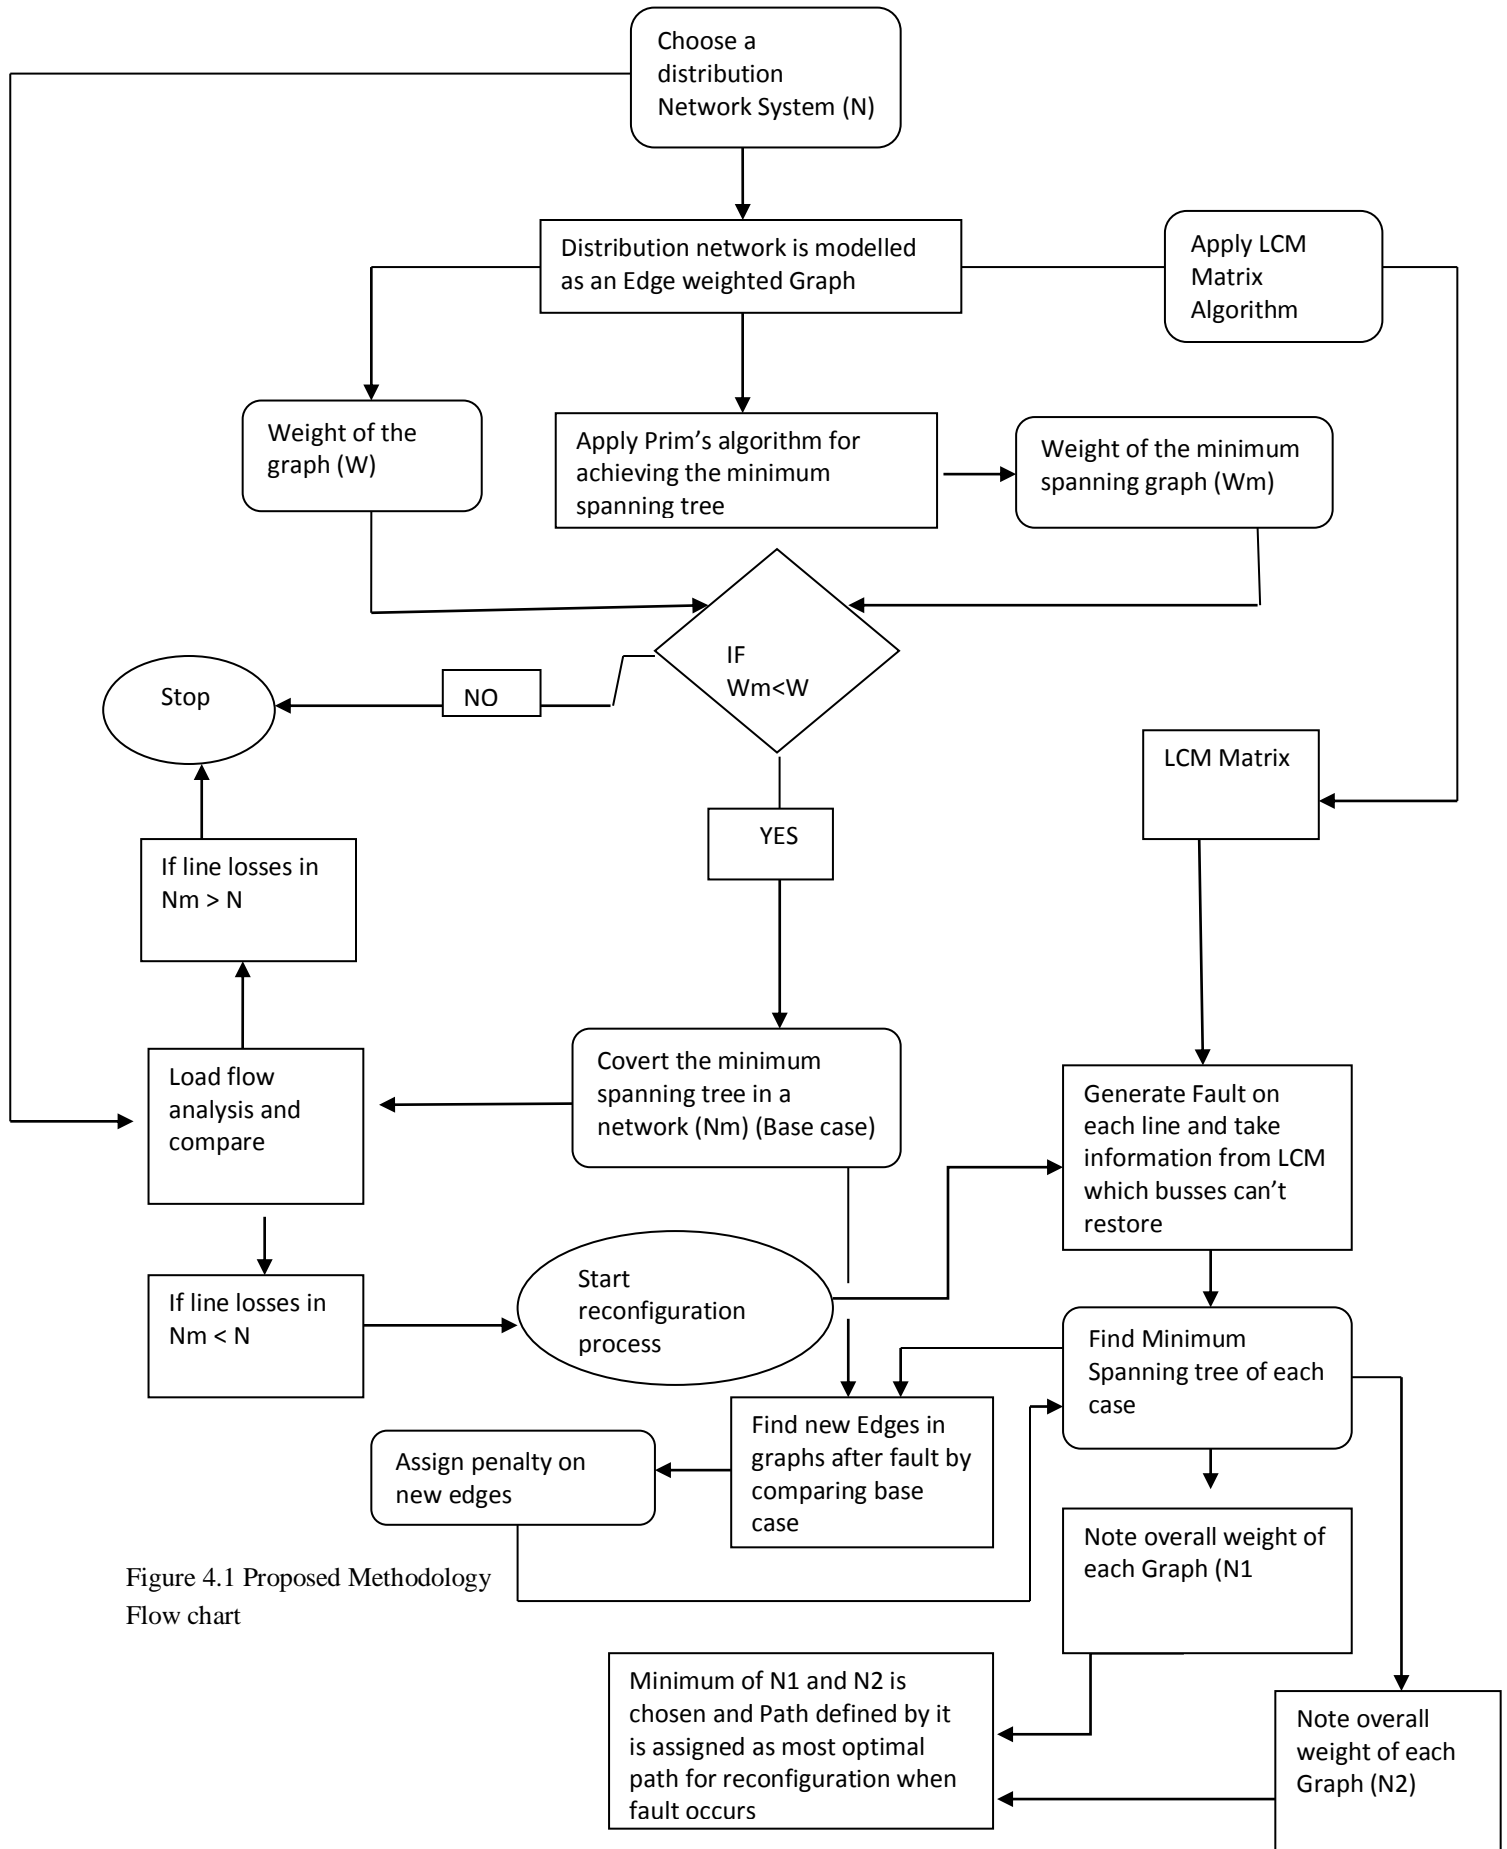 Choose a
distribution
Network System (N)
Distribution network is modelled
as an Edge weighted Graph
Apply LCM
Matrix
Algorithm
Weight of the
graph (W)
Apply Prim’s algorithm for
achieving the minimum
spanning tree
Weight of the minimum
spanning graph (Wm)
IF
Wm<W
Stop
NO
LCM Matrix
YES
If line losses in
Nm > N
Load flow
analysis and
compare
Covert the minimum
spanning tree in a
network (Nm) (Base case)
Generate Fault on
each line and take
information from LCM
which busses can’t
restore
If line losses in
Nm < N
Start
reconfiguration
process
Find Minimum
Spanning tree of each
case
Find new Edges in
graphs after fault by
comparing base
case
Assign penalty on
new edges
Note overall weight of
each Graph (N1
Figure 4.1 Proposed Methodology
Flow chart
Minimum of N1 and N2 is
chosen and Path defined by it
is assigned as most optimal
path for reconfiguration when
fault occurs
Note overall
weight of each
Graph (N2)